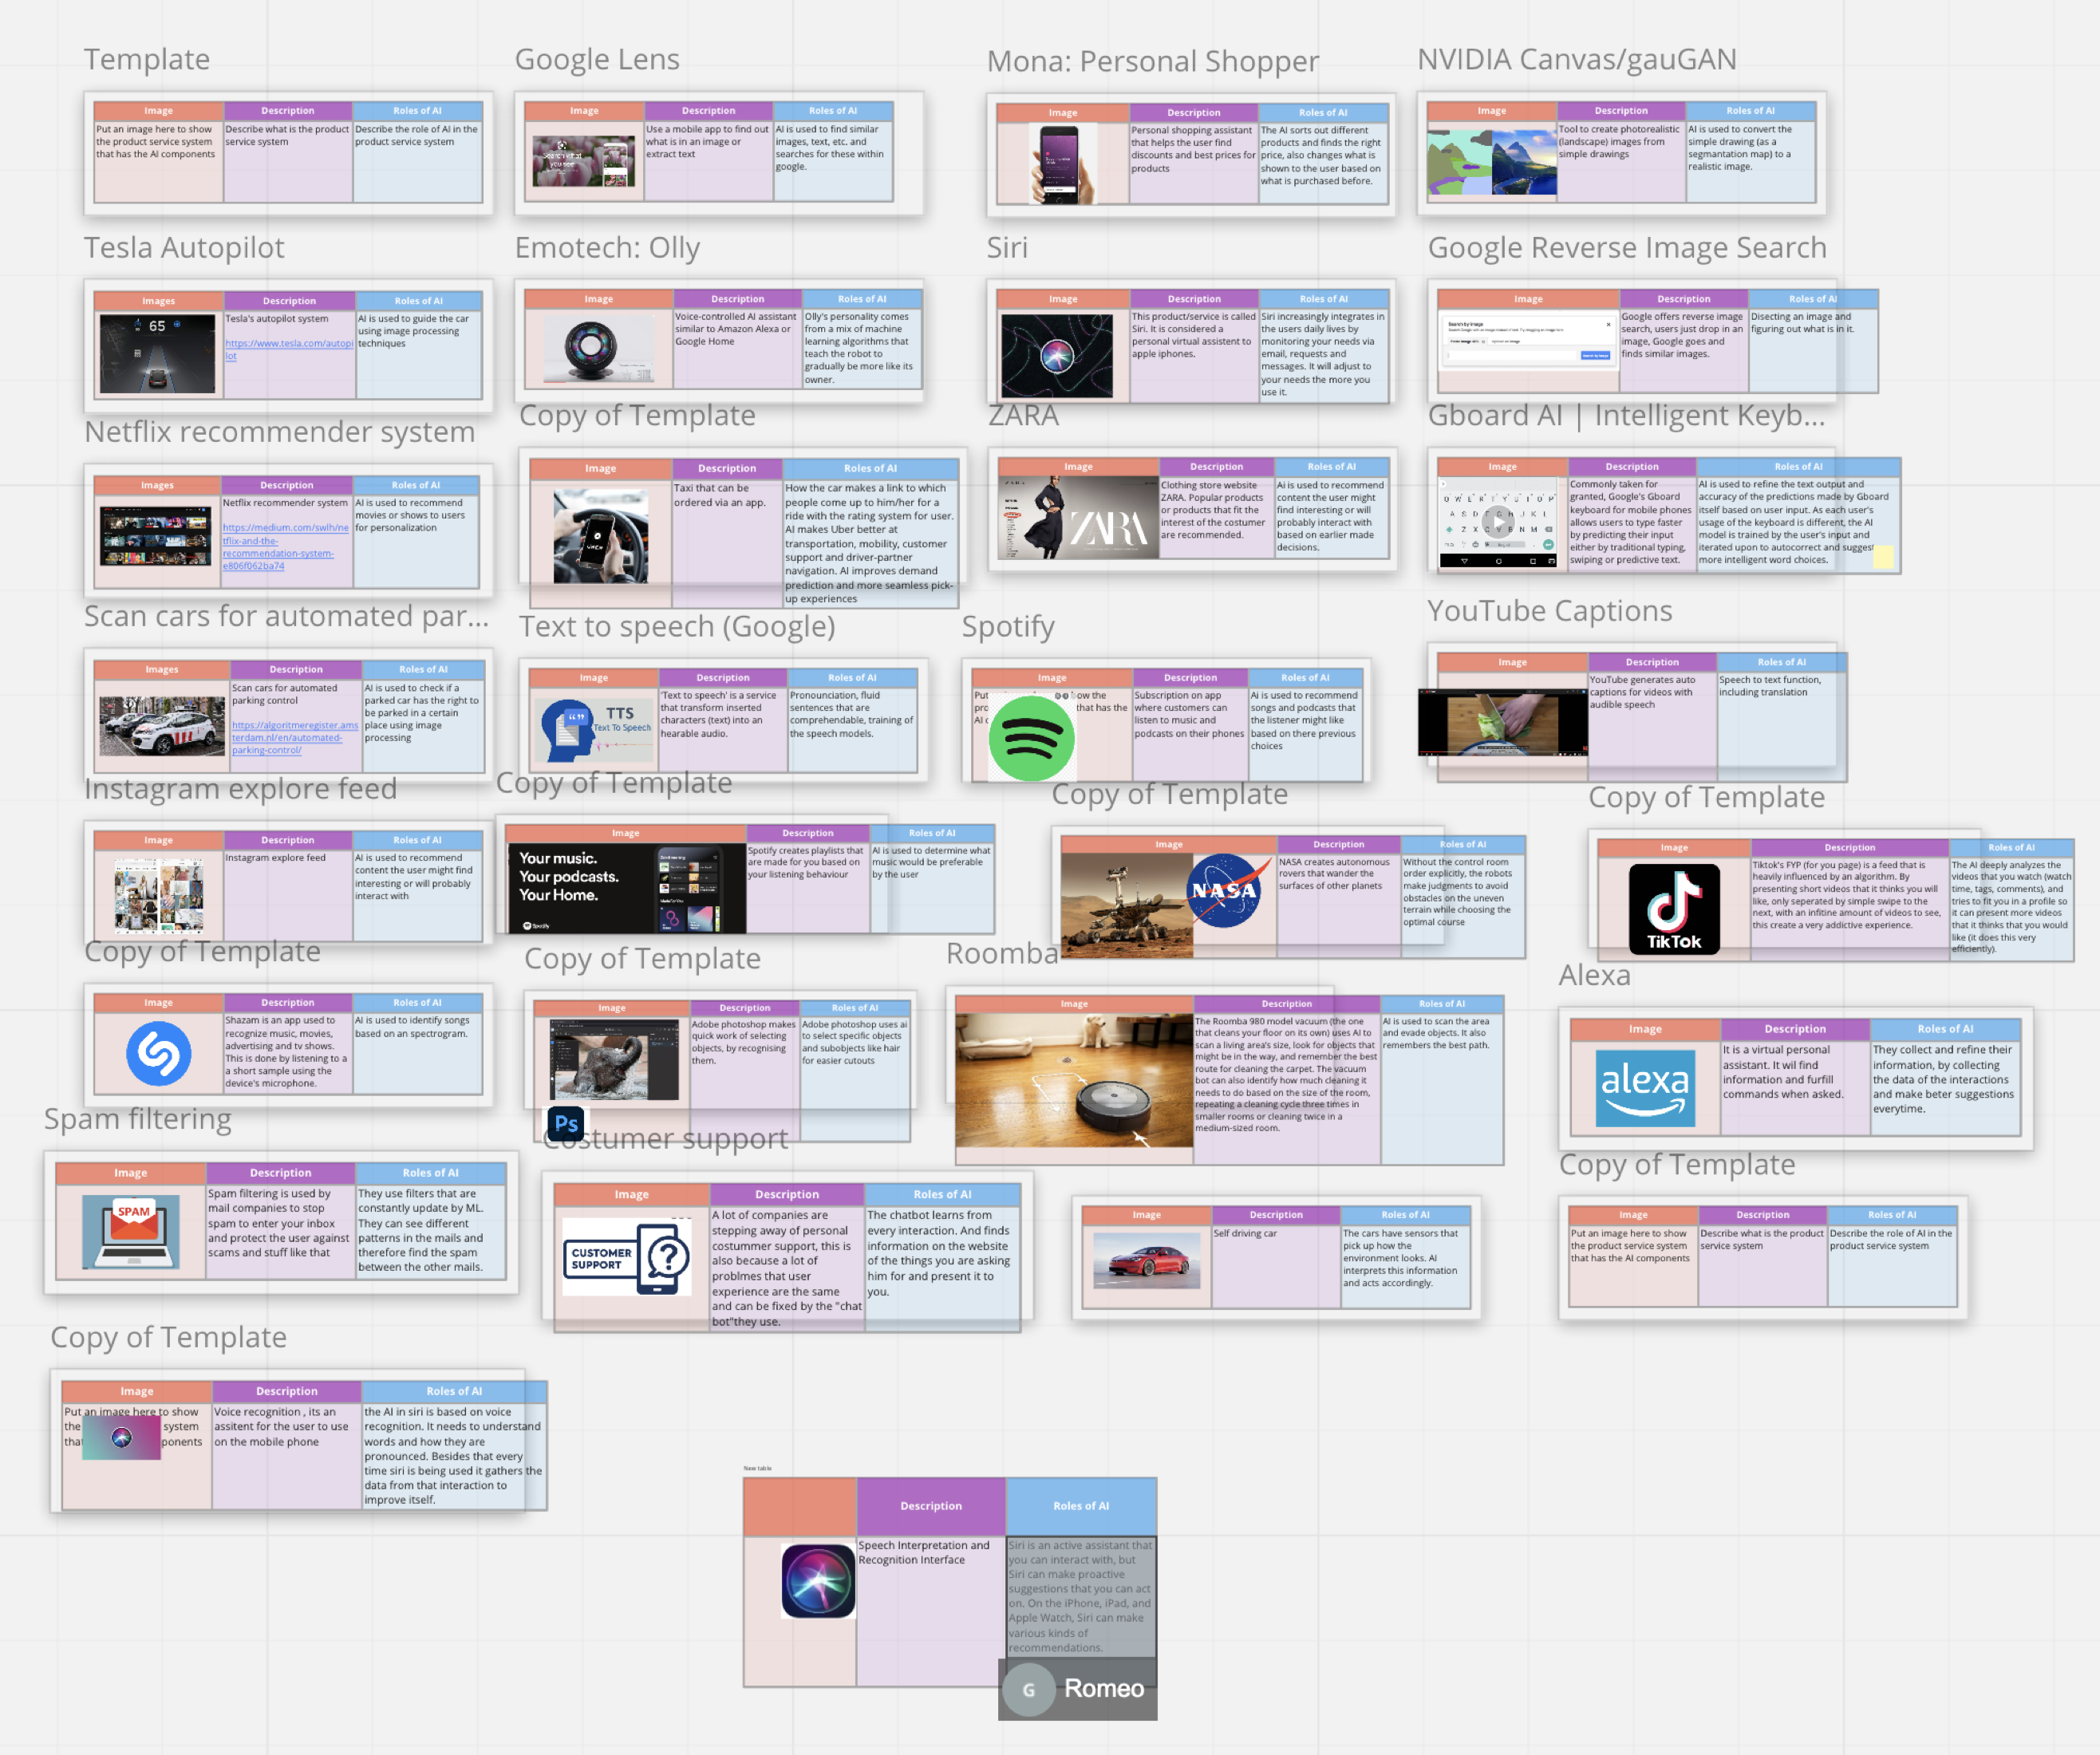 Template
Image
Description
Roles of AI
Put an image here to show
the product service system
that has the AI components
Describe what is the product
service system
Describe the role of AI in the
product service system
Google Lens
Image
Description
Roles of AI
Search what
you see
Use a mobile app to find out
what is in an image or
extract text
AI is used to find similar
images, text, etc. and
searches for these within
google.
Mona: Personal Shopper
Image
Description
Roles of AI
Personal shopping assistant
that helps the user find
discounts and best prices for
products
The AI sorts out different
products and finds the right
price, also changes what is
shown to the user based on
what is purchased before.
NVIDIA Canvas/gauGAN
Image
Description
Roles of AI
Tool to create photorealistic
(landscape) images from
simple drawings
AI is used to convert the
simple drawing (as a
segmantation map) to a
realistic image.
Tesla Autopilot
Images
Description
Roles of AI
65
Tesla's autopilot system
https://www.tesla.com/autopi
lot
AI is used to guide the car
using image processing
techniques
Emotech: Olly
Image
Description
Roles of AI
Voice-controlled AI assistant
similar to Amazon Alexa or
Google Home
Olly's personality comes
from a mix of machine
learning algorithms that
teach the robot to
gradually be more like its
owner.
Siri
Image
Description
Roles of AI
This product/service is called
Siri. It is considered a
personal virtual assistent to
apple iphones.
Siri increasingly integrates in
the users daily lives by
monitoring your needs via
email, requests and
messages. It will adjust to
your needs the more you
use it.
Google Reverse Image Search
Image
Description
Roles of AI
Search by image
Google offers reverse image
search, users just drop in an
image, Google goes and
finds similar images.
Disecting an image and
figuring out what is in it.
Netflix recommender system
Images
Description
Roles of AI
Netflix recommender system
https://medium.com/swlh/ne
tflix-and-the-
recommendation-system-
e806f062ba74
AI is used to recommend
movies or shows to users
for personalization
Copy of Template
Image
Description
Roles of AI
UBER
Taxi that can be
ordered via an app.
How the car makes a link to which
people come up to him/her for a
ride with the rating system for user.
AI makes Uber better at
transportation, mobility, customer
support and driver-partner
navigation. AI improves demand
prediction and more seamless pick-
up experiences
ZARA
Image
Description
Roles of AI
ZARA
Clothing store website
ZARA. Popular products
or products that fit the
interest of the costumer
are recommended.
Ai is used to recommend
content the user might
find interesting or will
probably interact with
based on earlier made
decisions.
Gboard AI | Intelligent Keyb...
Image
Description
Roles of AI
Commonly taken for
granted, Google's Gboard
keyboard for mobile phones
allows users to type faster
by predicting their input
either by traditional typing,
swiping or predictive text.
AI is used to refine the text output and
accuracy of the predictions made by Gboard
itself based on user input. As each user's
usage of the keyboard is different, the AI
model is trained by the user's input and
iterated upon to autocorrect and suggest
more intelligent word choices.
Scan cars for automated par...
Images
Description
Roles of AI
Scan cars for automated
parking control
https://algoritmeregister.ams
terdam.nl/en/automated-
parking-control/
AI is used to check if a
parked car has the right to
be parked in a certain
place using image
processing
Text to speech (Google)
Image
Description
Roles of AI
TTS
Text To Speech
'Text to speech' is a service
that transform inserted
characters (text) into an
hearable audio.
Pronounciation, fluid
sentences that are
comprehendable, training of
the speech models.
Spotify
Image
Description
Roles of AI
Put ow the
pro that has the
AI c
Subscription on app
where customers can
listen to music and
podcasts on their phones
Ai is used to recommend
songs and podcasts that
the listener might like
based on there previous
choices
YouTube Captions
Image
Description
Roles of AI
YouTube generates auto
captions for videos with
audible speech
Speech to text function,
including translation
Instagram explore feed
Image
Description
Roles of AI
Instagram explore feed
AI is used to recommend
content the user might find
interesting or will probably
interact with
Copy of Template
Image
Description
Roles of AI
Your music.
Your podcasts.
Your Home.
Spotify
Spotify creates playlists that
are made for you based on
your listening behaviour
AI is used to determine what
music would be preferable
by the user
Copy of Template
Image
Description
Roles of AI
NASA
NASA creates autonomous
rovers that wander the
surfaces of other planets
Without the control room
order explicitly, the robots
make judgments to avoid
obstacles on the uneven
terrain while choosing the
optimal course
Copy of Template
Image
Description
Roles of AI
TikTok
Tiktok's FYP (for you page) is a feed that is
heavily influenced by an algorithm. By
presenting short videos that it thinks you will
like, only seperated by simple swipe to the
next, with an infitine amount of videos to see,
this create a very addictive experience.
The AI deeply analyzes the
videos that you watch (watch
time, tags, comments), and
tries to fit you in a profile so
it can present more videos
that it thinks that you would
like (it does this very
efficiently).
Copy of Template
Image
Description
Roles of AI
Shazam is an app used to
recognize music, movies,
advertising and tv shows.
This is done by listening to a
a short sample using the
device's microphone.
AI is used to identify songs
based on an spectrogram.
Copy of Template
Image
Description
Roles of AI
Ps
Adobe photoshop makes
quick work of selecting
objects, by recognising
them.
Adobe photoshop uses ai
to select specific objects
and subobjects like hair
for easier cutouts
Roomba
Image
Description
Roles of AI
The Roomba 980 model vacuum (the one
that cleans your floor on its own) uses AI to
scan a living area's size, look for objects that
might be in the way, and remember the best
route for cleaning the carpet. The vacuum
bot can also identify how much cleaning it
needs to do based on the size of the room,
repeating a cleaning cycle three times in
smaller rooms or cleaning twice in a
medium-sized room.
AI is used to scan the area
and evade objects. It also
remembers the best path.
Alexa
Image
Description
Roles of AI
alexa
It is a virtual personal
assistant. It wil find
information and furfill
commands when asked.
They collect and refine their
information, by collecting
the data of the interactions
and make beter suggestions
everytime.
Spam filtering
Image
Description
Roles of AI
SPAM
Spam filtering is used by
mail companies to stop
spam to enter your inbox
and protect the user against
scams and stuff like that
They use filters that are
constantly update by ML.
They can see different
patterns in the mails and
therefore find the spam
between the other mails.
Costumer support
Image
Description
Roles of AI
CUSTOMER
SUPPORT
?
A lot of companies are
stepping away of personal
costummer support, this is
also because a lot of
problmes that user
experience are the same
and can be fixed by the "chat
bot"they use.
The chatbot learns from
every interaction. And finds
information on the website
of the things you are asking
him for and present it to
you.
Image
Description
Roles of AI
Self driving car
The cars have sensors that
pick up how the
environment looks. AI
interprets this information
and acts accordingly.
Copy of Template
Image
Description
Roles of AI
Put an image here to show
the product service system
that has the AI components
Describe what is the product
service system
Describe the role of AI in the
product service system
Copy of Template
Image
Description
Roles of AI
Put an image here to show
the system
that ponents
Voice recognition , its an
assitent for the user to use
on the mobile phone
the AI in siri is based on voice
recognition. It needs to understand
words and how they are
pronounced. Besides that every
time siri is being used it gathers the
data from that interaction to
improve itself.
New table
Description
Roles of AI
Speech Interpretation and
Recognition Interface
Siri is an active assistant that
you can interact with, but
Siri can make proactive
suggestions that you can act
on. On the iPhone, iPad, and
Apple Watch, Siri can make
various kinds of
recommendations.
G
Romeo